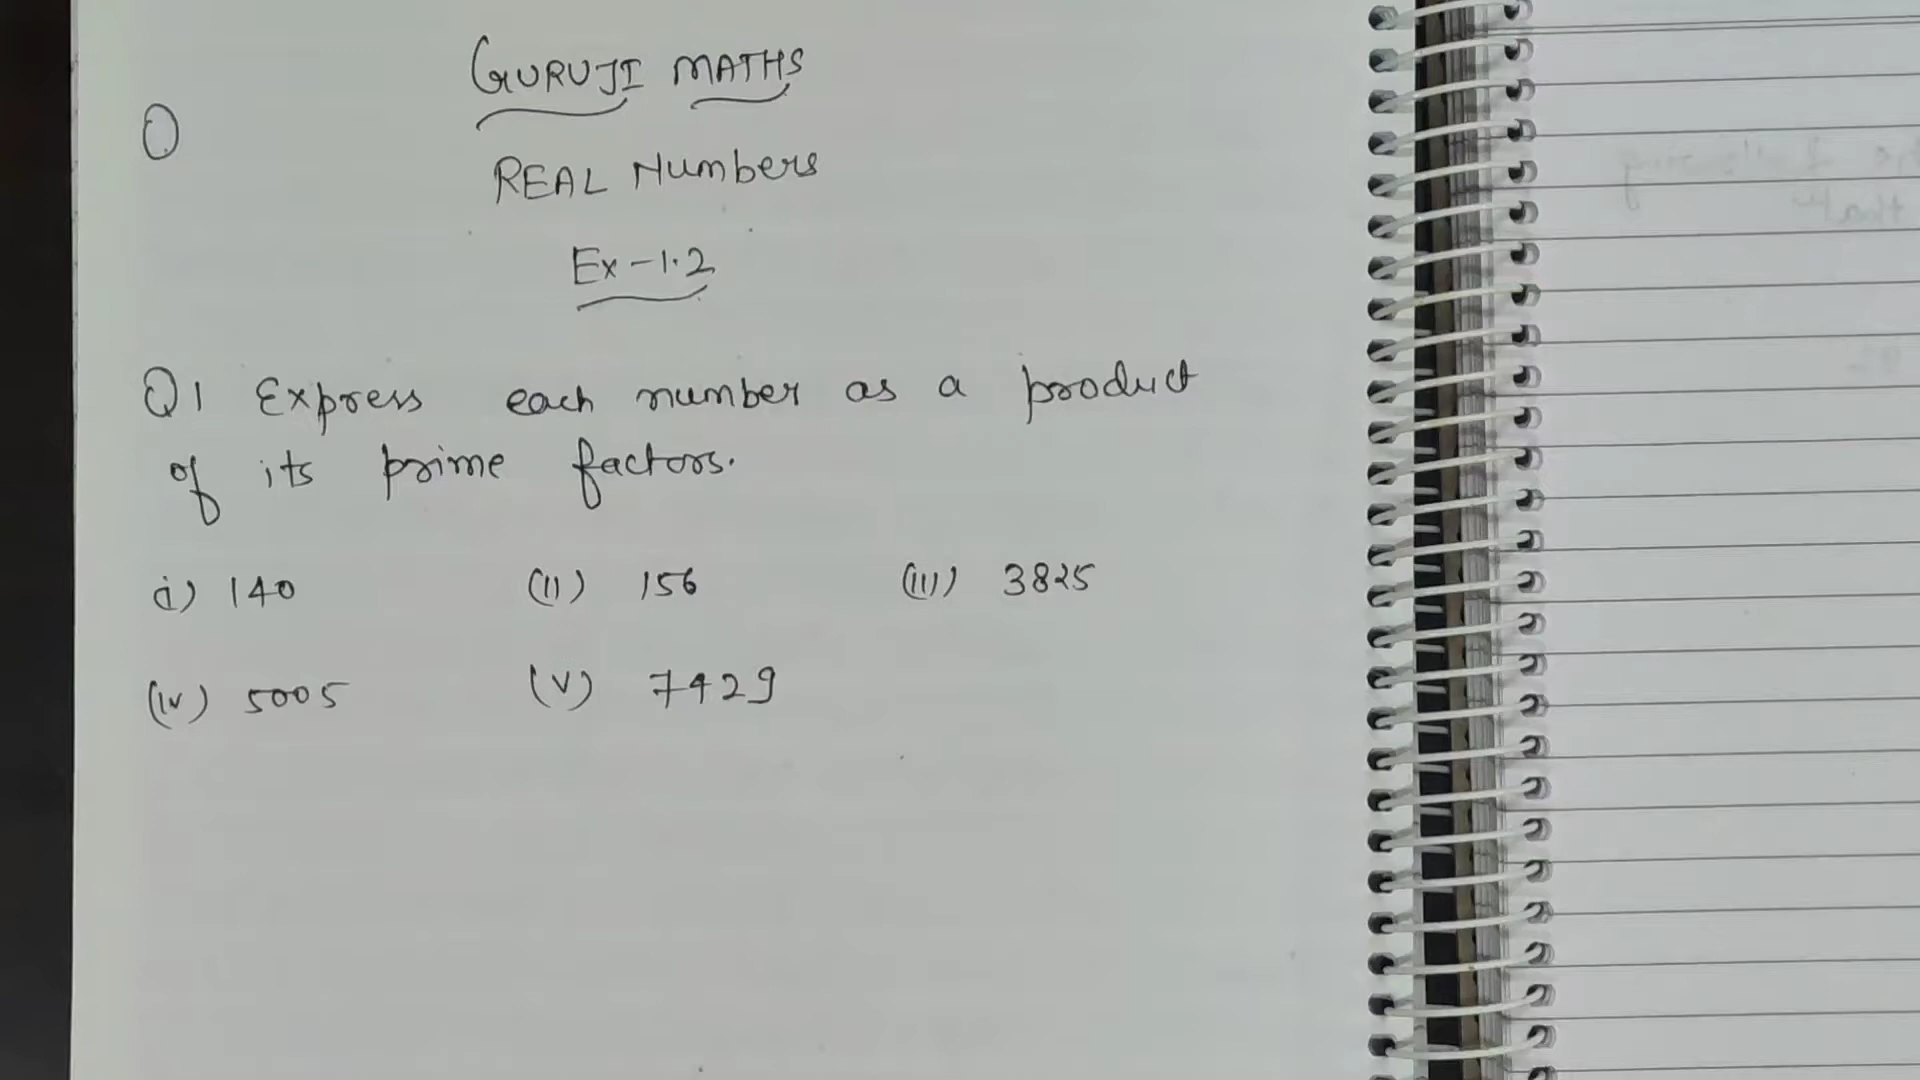 GURUJI MATHS
REAL Numbers
Ex-1.2
Q1 Express each number as a product
of its prime factors.
i) 140 (II) 156 (III) 3825
(iv) 5005 (V) 7429